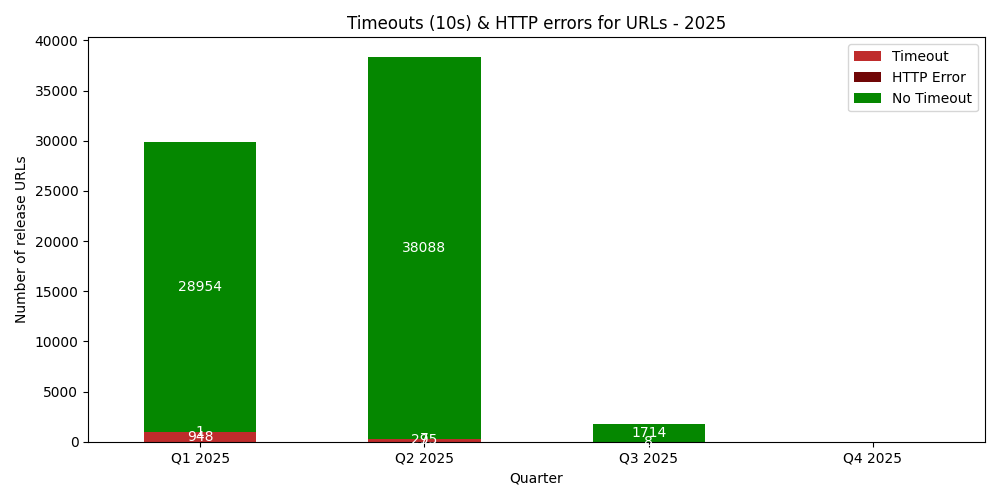 Timeouts (10s) & HTTP errors for URLs - 2025
Timeout
HTTP Error
No Timeout
Number of release URLs
40000
35000
30000
25000
20000
15000
10000
5000
0
28954
1
948
38088
295
1714
8
Q1 2025
Q2 2025
Q3 2025
Q4 2025
Quarter